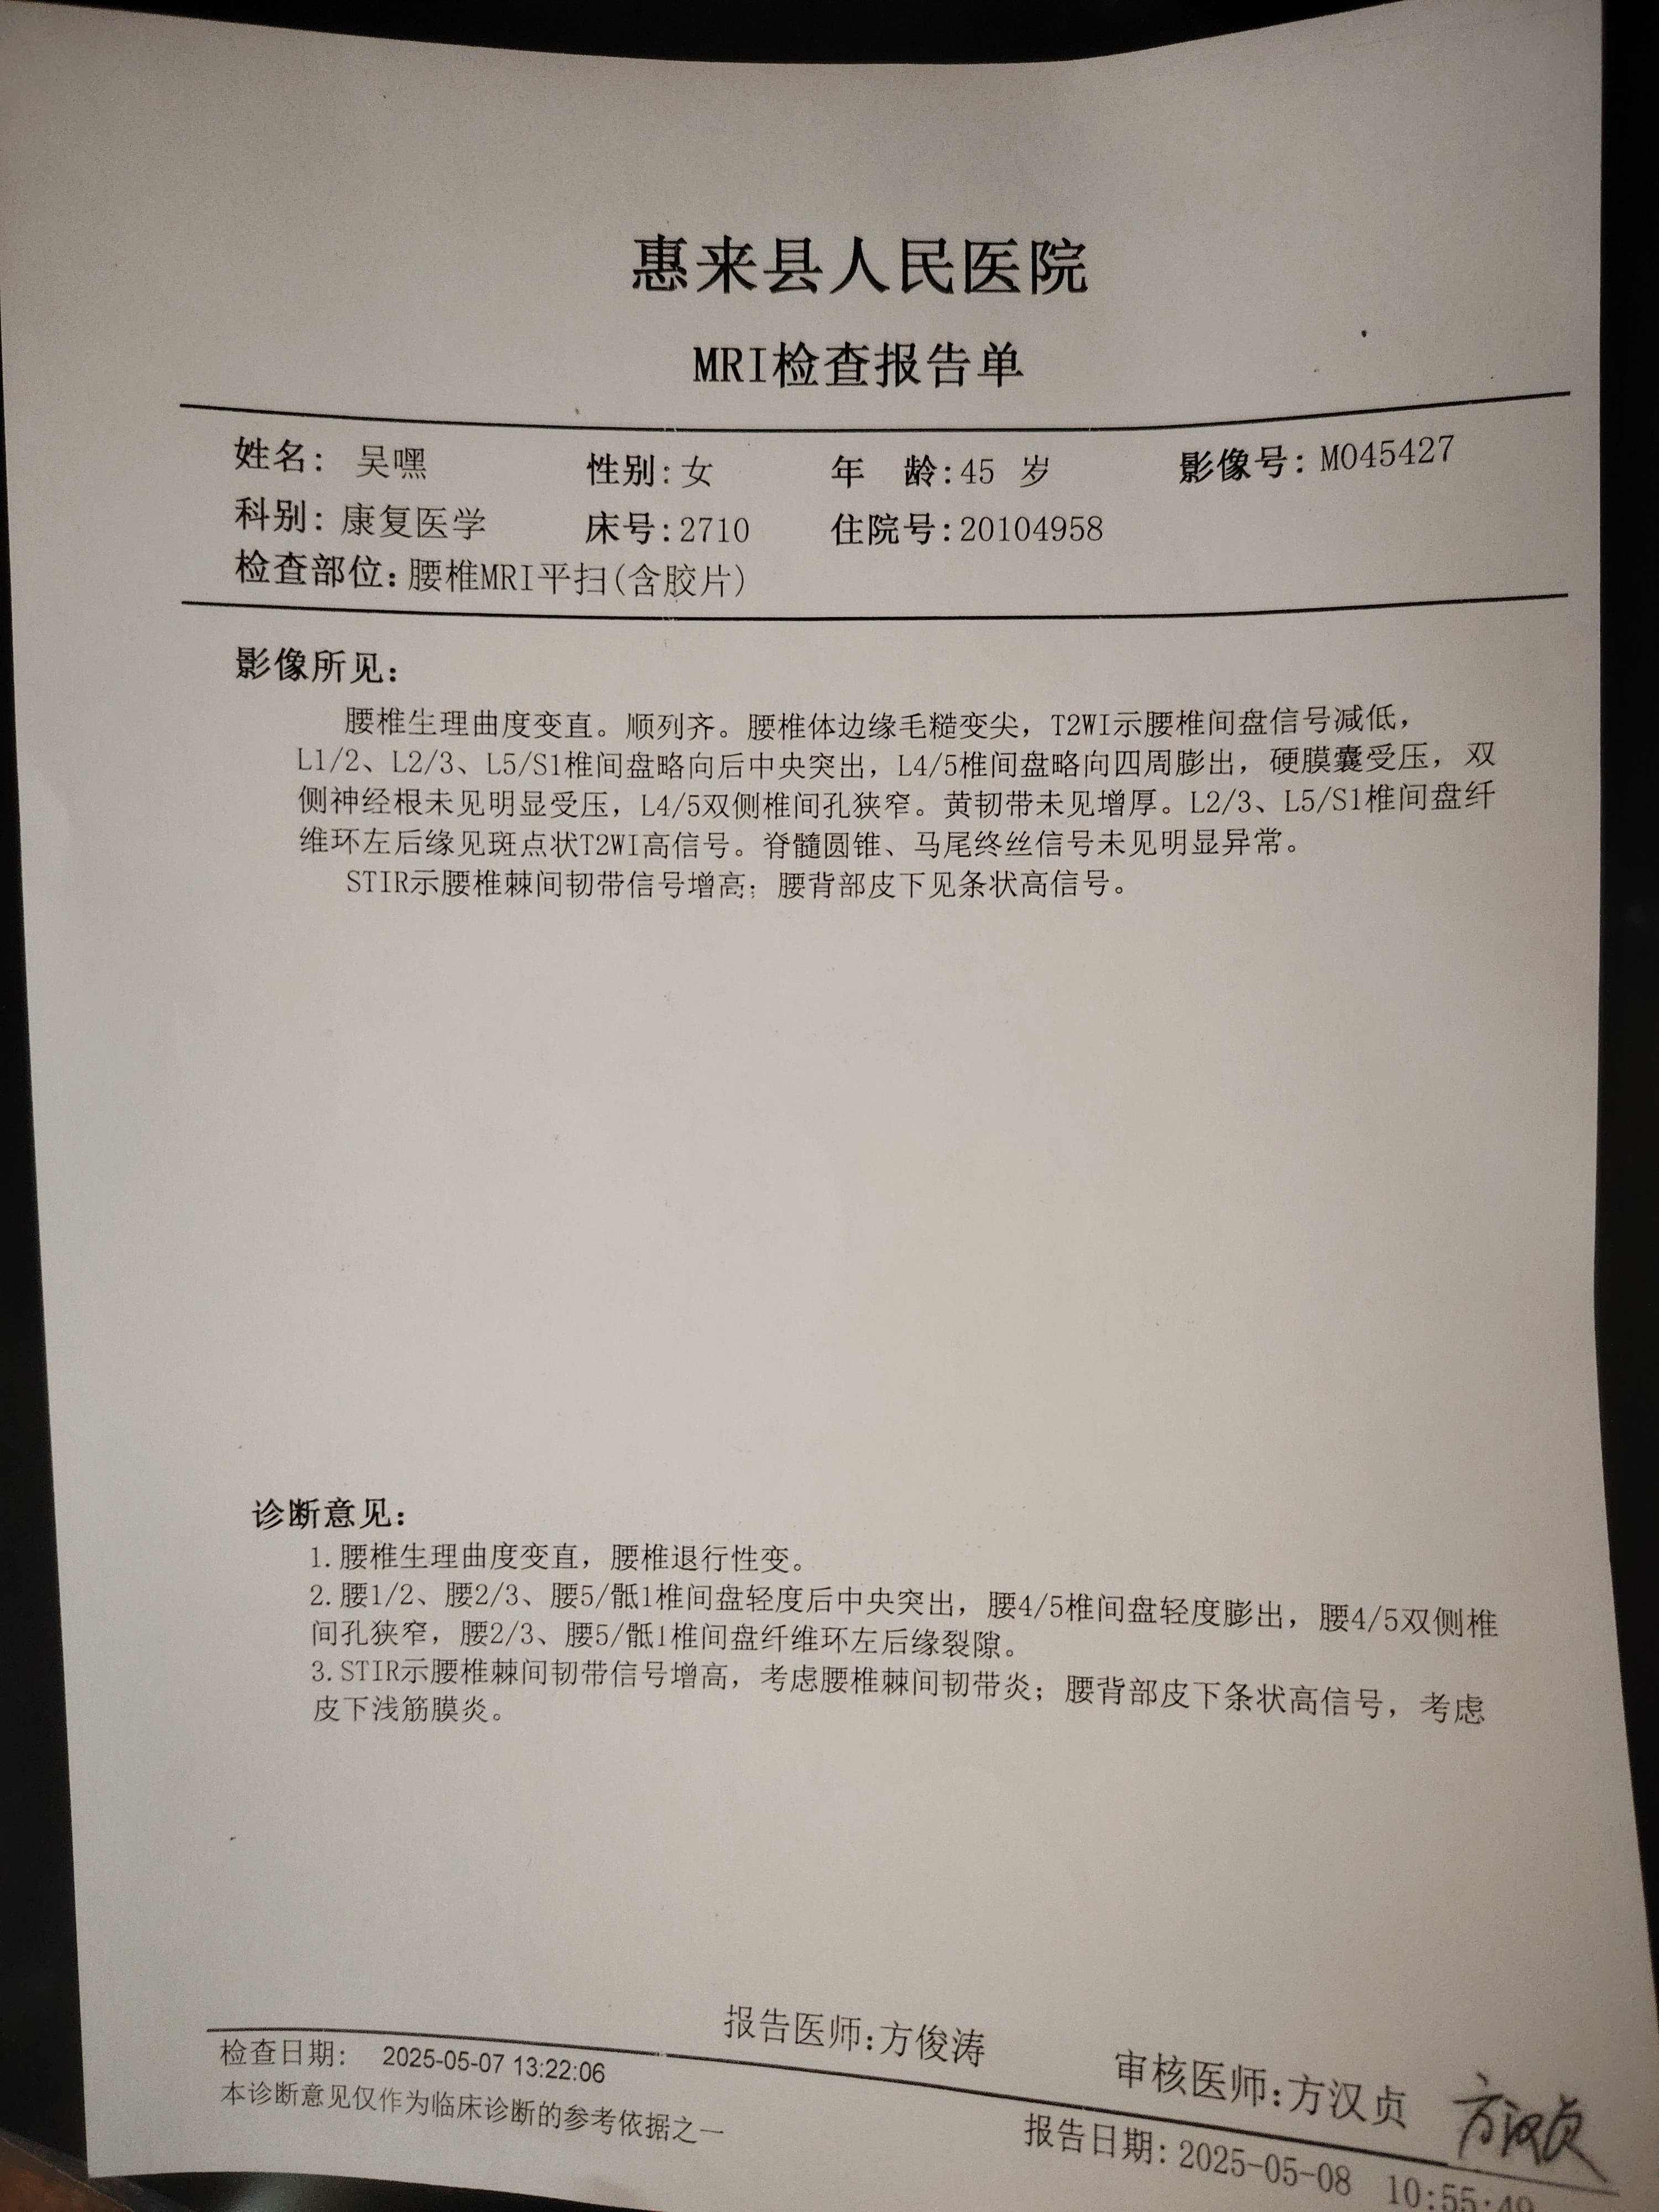 惠来县人民医院
MRI检查报告单
姓名: 吴嘿 性别:女 年 龄:45 岁 影像号: M045427
科别: 康复医学 床号:2710 住院号:20104958
检查部位:腰椎MRI平扫(含胶片)
影像所见:
腰椎生理曲度变直。顺列齐。腰椎体边缘毛糙变尖，T2WI示腰椎间盘信号减低，
L1/2、L2/3、L5/S1椎间盘略向后中央突出，L4/5椎间盘略向四周膨出，硬膜囊受压，双
侧神经根未见明显受压，L4/5双侧椎间孔狭窄。黄韧带未见增厚。L2/3、L5/S1椎间盘纤
维环左后缘见斑点状T2WI高信号。脊髓圆锥、马尾终丝信号未见明显异常。
STIR示腰椎棘间韧带信号增高；腰背部皮下见条状高信号。
诊断意见:
1.腰椎生理曲度变直，腰椎退行性变。
2.腰1/2、腰2/3、腰5/骶1椎间盘轻度后中央突出，腰4/5椎间盘轻度膨出，腰4/5双侧椎
间孔狭窄，腰2/3、腰5/骶1椎间盘纤维环左后缘裂隙。
3.STIR示腰椎棘间韧带信号增高，考虑腰椎棘间韧带炎；腰背部皮下条状高信号，考虑
皮下浅筋膜炎。
报告医师:方俊涛
审核医师:方汉贞 方汉贞
检查日期: 2025-05-07 13:22:06
本诊断意见仅作为临床诊断的参考依据之一
报告日期:2025-05-08 10:55:49